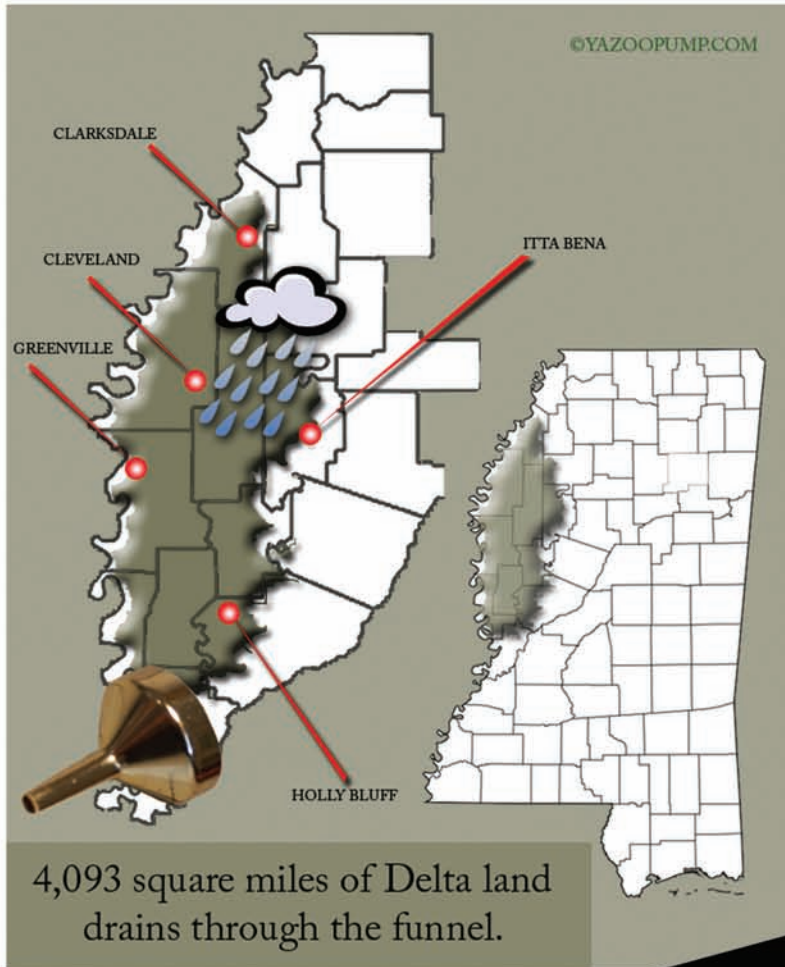 ©YAZOOPUMP.COM
CLARKSDALE
ITTA BENA
CLEVELAND
GREENVILLE
HOLLY BLUFF
4,093 square miles of Delta land
drains through the funnel.